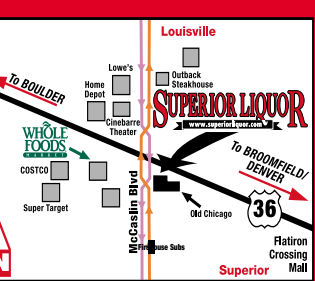 Louisville
Lowe's
Outback
Steakhouse
To BOULDER
Home
Depot
Cinebarre
Theater
SUPERIOR LIQUOR
www.superiorliquor.com
WHOLE
FOODS
MARKET
To BROOMFIELD/
DENVER
COSTCO
Super Target
McCaslin Blvd
Old Chicago
36
Firehouse Subs
Flatiron
Crossing
Mall
Superior